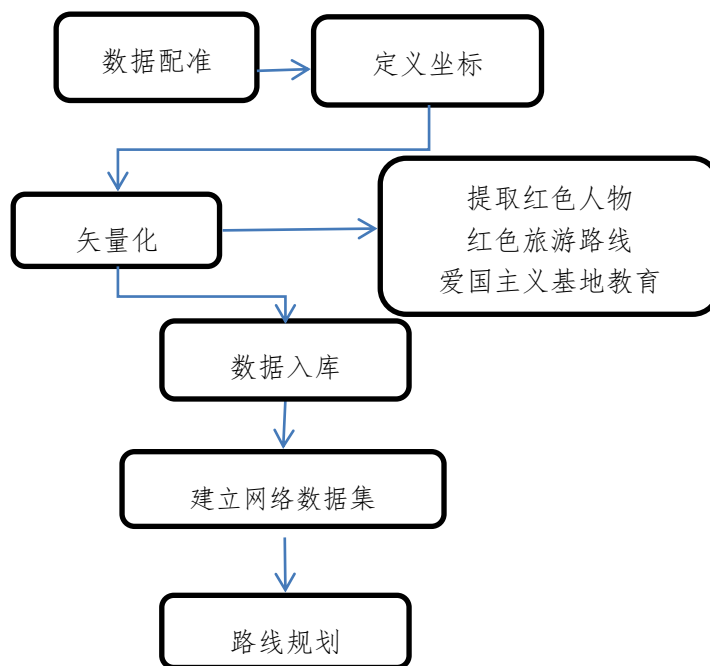 数据配准
定义坐标
矢量化
提取红色人物
红色旅游路线
爱国主义基地教育
数据入库
建立网络数据集
路线规划